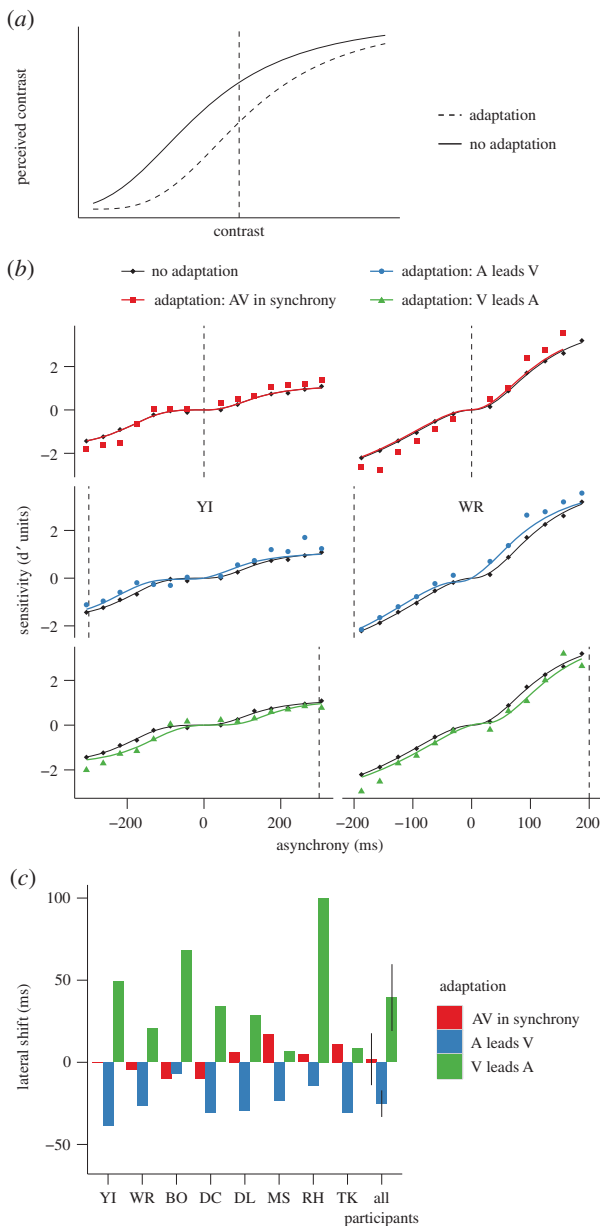 (a)
perceived contrast
contrast
adaptation
no adaptation
(b)
no adaptation
adaptation: A leads V
adaptation: AV in synchrony
adaptation: V leads A
sensitivity (d′ units)
2
0
−2
2
0
−2
YI
WR
2
0
−2
−200 0 200
−200 −100 0 100 200
asynchrony (ms)
(c)
lateral shift (ms)
100
50
0
−50
adaptation
AV in synchrony
A leads V
V leads A
YI WR BO DC DL MS RH TK all
participants